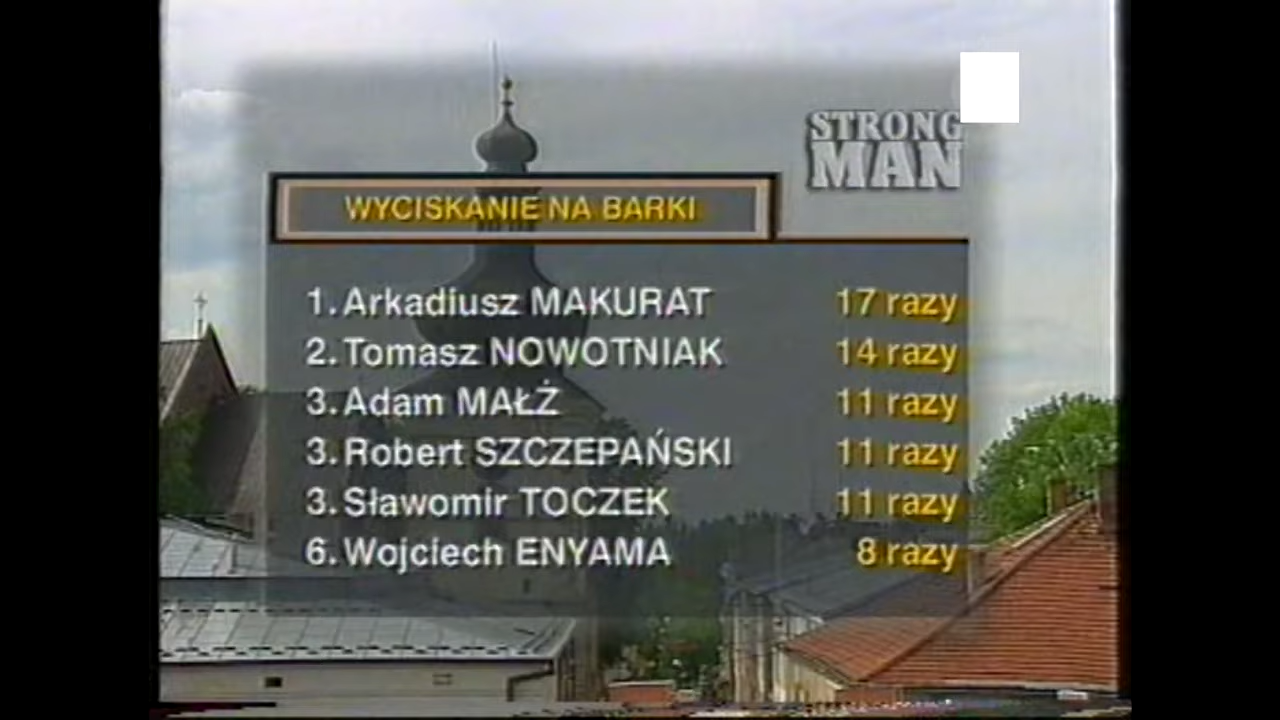 STRONG
MAN
WYCISKANIE NA BARKI
1. Arkadiusz MAKURAT 17 razy
2. Tomasz NOWOTNIAK 14 razy
3. Adam MAŁŻ 11 razy
3. Robert SZCZEPAŃSKI 11 razy
3. Sławomir TOCZEK 11 razy
6. Wojciech ENYAMA 8 razy